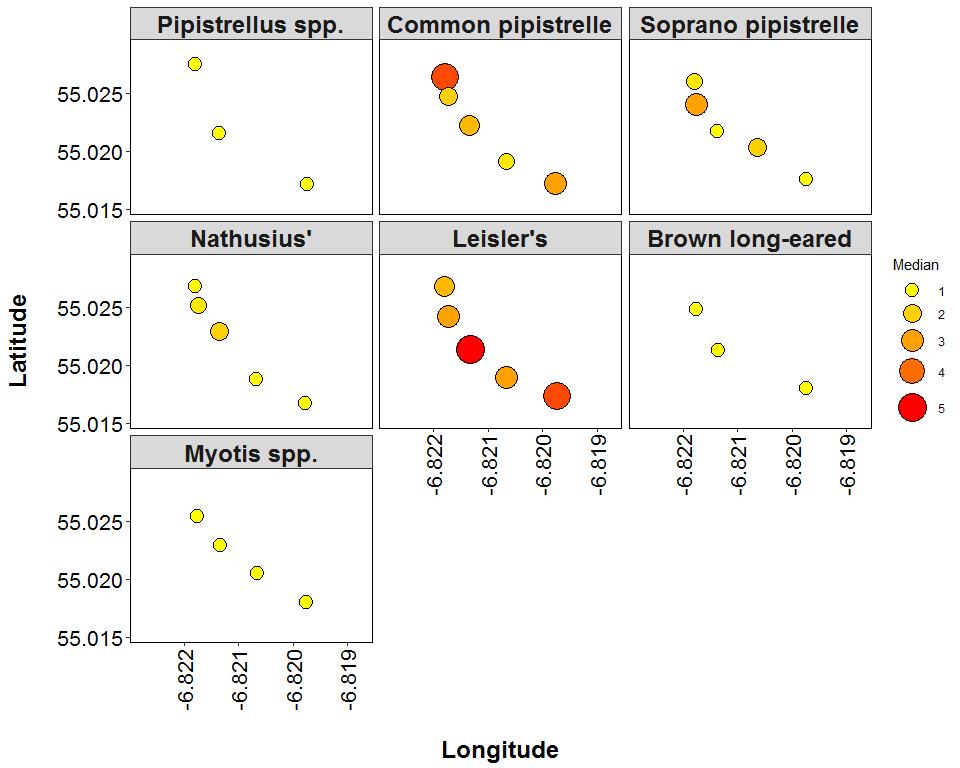 Pipistrellus spp.
Common pipistrelle
Soprano pipistrelle
55.025
55.020
55.015
Nathusius'
Leisler's
Brown long-eared
55.025
55.020
55.015
-6.822
-6.821
-6.820
-6.819
-6.822
-6.821
-6.820
-6.819
Myotis spp.
55.025
55.020
55.015
-6.822
-6.821
-6.820
-6.819
Latitude
Longitude
Median
1
2
3
4
5